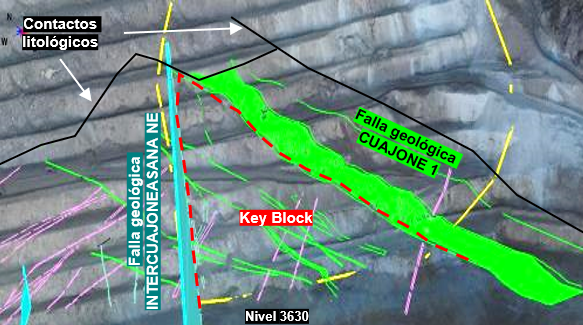 N
W
Contactos
litológicos
Falla geológica
INTERCUAJONEASANA NE
Falla geológica
CUAJONE 1
Key Block
Nivel 3630